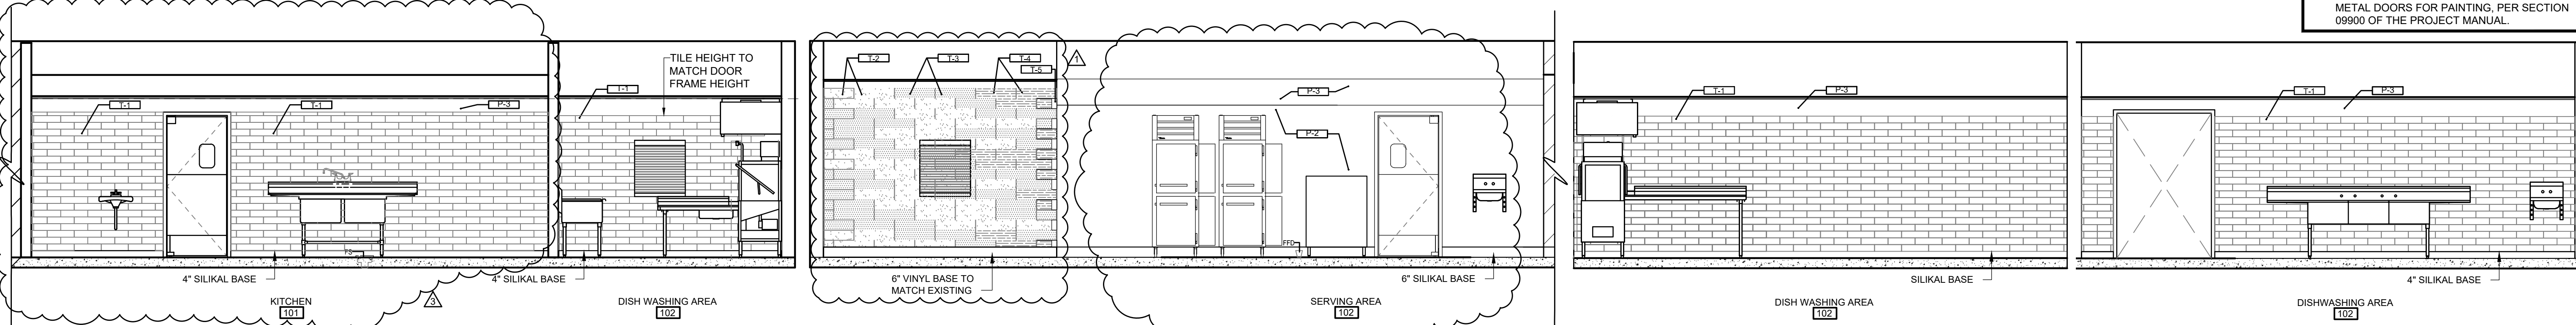 METAL DOORS FOR PAINTING, PER SECTION
09900 OF THE PROJECT MANUAL.
T-1
T-1
P-3
FS
4" SILIKAL BASE
KITCHEN
101
3
T-1
TILE HEIGHT TO
MATCH DOOR
FRAME HEIGHT
4" SILIKAL BASE
DISH WASHING AREA
102
T-2
T-3
T-4
T-5
1
6" VINYL BASE TO
MATCH EXISTING
P-3
P-2
FFD
6" SILIKAL BASE
SERVING AREA
102
T-1
P-3
SILIKAL BASE
DISH WASHING AREA
102
T-1
P-3
4" SILIKAL BASE
DISHWASHING AREA
102